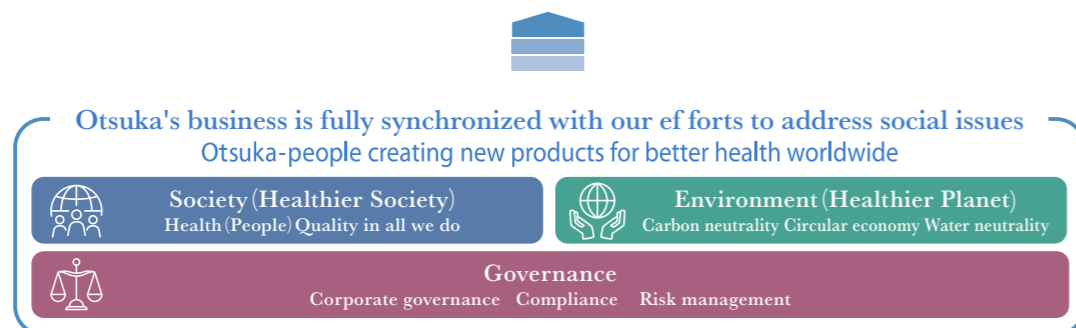 Otsuka's business is fully synchronized with our ef forts to address social issues
Otsuka-people creating new products for better health worldwide
Society (Healthier Society)
Health (People) Quality in all we do
Environment (Healthier Planet)
Carbon neutrality Circular economy Water neutrality
Governance
Corporate governance Compliance Risk management